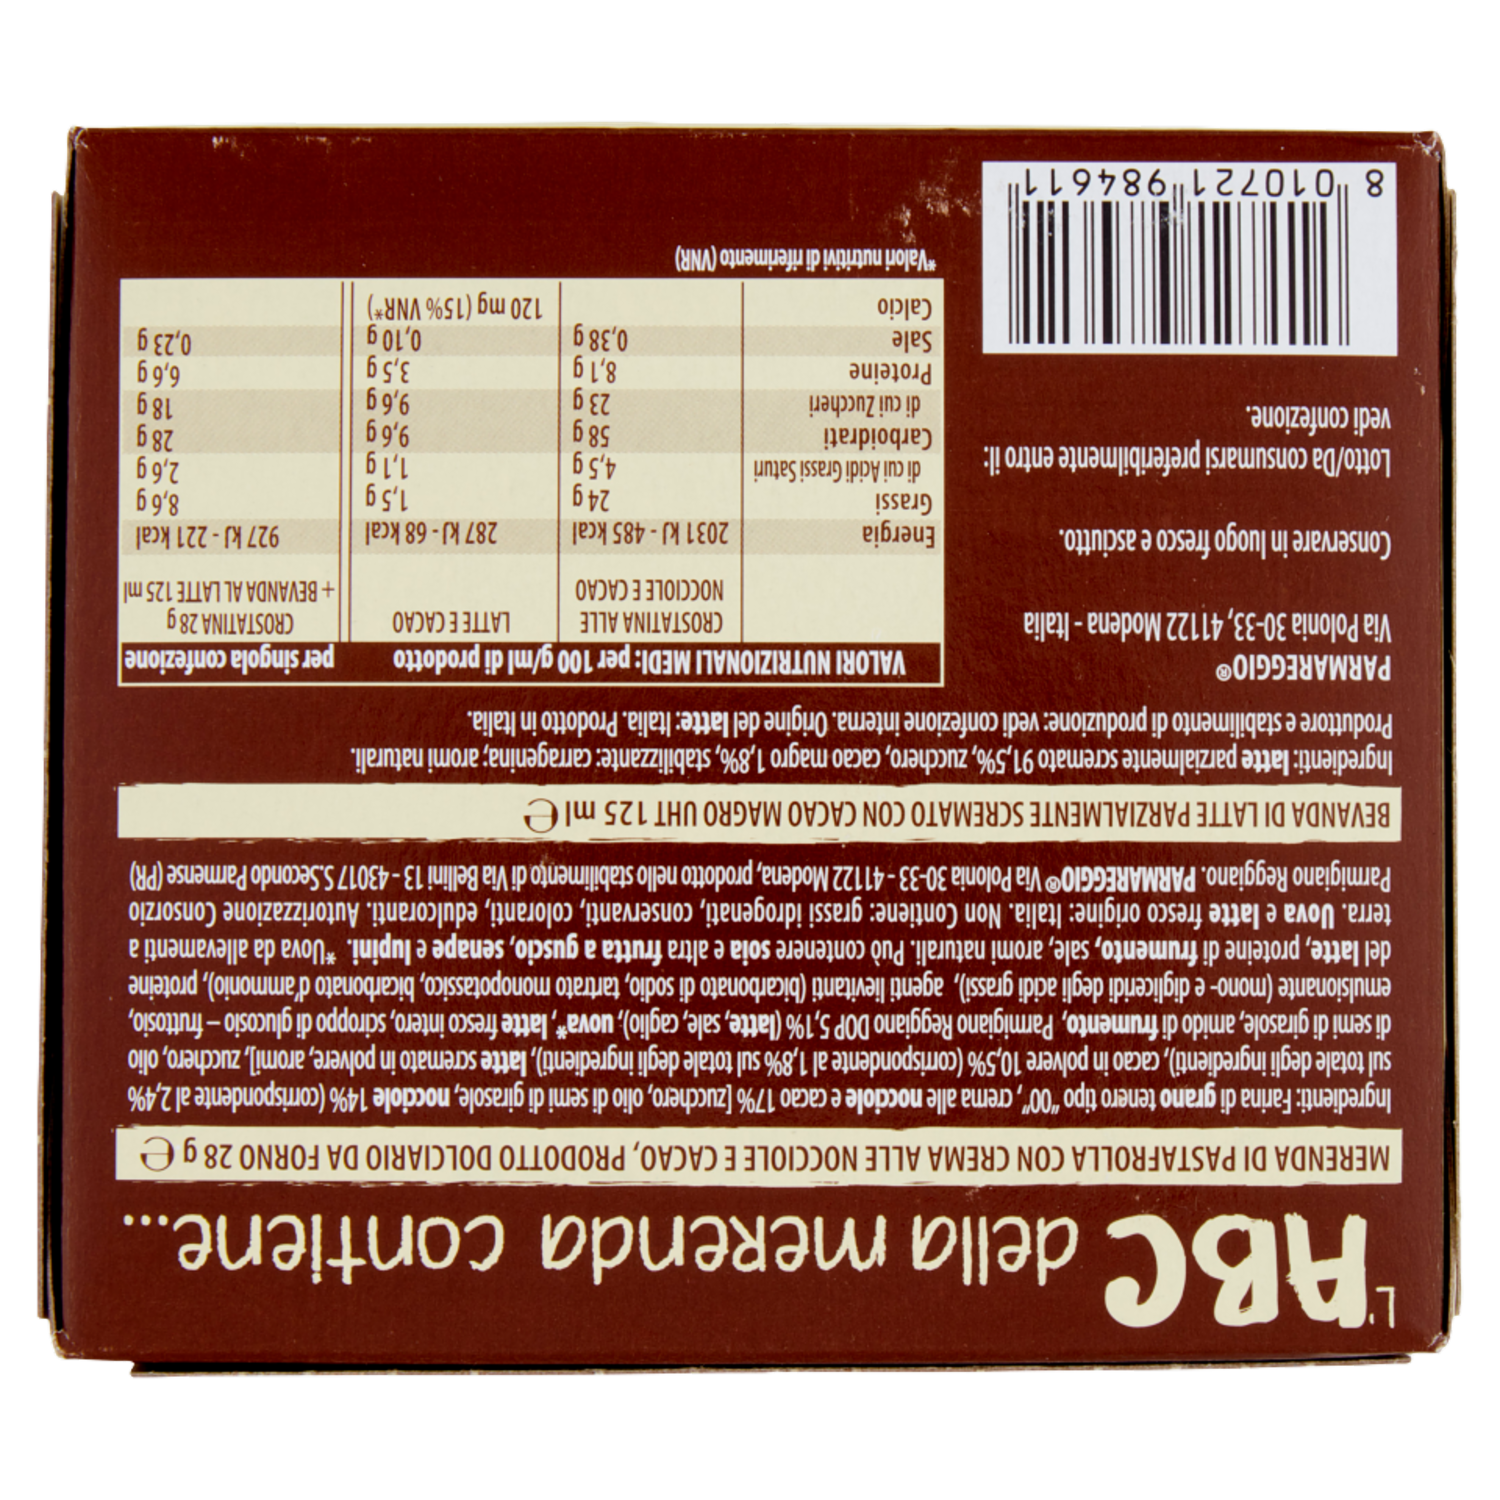 L'ABC della merenda contiene...
MERENDA DI PASTAFROLLA CON CREMA ALLE NOCCIOLE E CACAO, PRODOTTO DOLCIARIO DA FORNO 28 g ℮
Ingredienti: Farina di grano tenero tipo "00", crema alle nocciole e cacao 17% [zucchero, olio di semi di girasole, nocciole 14% (corrispondente al 2,4%
sul totale degli ingredienti), cacao in polvere 10,5% (corrispondente al 1,8% sul totale degli ingredienti), latte scremato in polvere, aromi], zucchero, olio
di semi di girasole, amido di frumento, Parmigiano Reggiano DOP 5,1% (latte, sale, caglio), uova*, latte fresco intero, sciroppo di glucosio – fruttosio,
emulsionante (mono- e digliceridi degli acidi grassi), agenti lievitanti (bicarbonato di sodio, tartrato monopotassico, bicarbonato d'ammonio), proteine
del latte, proteine di frumento, sale, aromi naturali. Può contenere soia e altra frutta a guscio, senape e lupini. *Uova da allevamenti a
terra. Uova e latte fresco origine: Italia. Non Contiene: grassi idrogenati, conservanti, coloranti, edulcoranti. Autorizzazione Consorzio
Parmigiano Reggiano. PARMAREGGIO® Via Polonia 30-33 - 41122 Modena, prodotto nello stabilimento di Via Bellini 13 - 43017 S.Secondo Parmense (PR)
BEVANDA DI LATTE PARZIALMENTE SCREMATO CON CACAO MAGRO UHT 125 ml ℮
Ingredienti: latte parzialmente scremato 91,5%, zucchero, cacao magro 1,8%, stabilizzante: carragenina; aromi naturali.
Produttore e stabilimento di produzione: vedi confezione interna. Origine del latte: Italia. Prodotto in Italia.
PARMAREGGIO®
Via Polonia 30-33, 41122 Modena - Italia
Conservare in luogo fresco e asciutto.
Lotto/Da consumarsi preferibilmente entro il:
vedi confezione.
8 010721 984611
VALORI NUTRIZIONALI MEDI: per 100 g/ml di prodotto per singola confezione
CROSTATINA ALLE NOCCIOLE E CACAO LATTE E CACAO CROSTATINA 28 g + BEVANDA AL LATTE 125 ml
Energia 2031 kJ - 485 kcal 287 kJ - 68 kcal 927 kJ - 221 kcal
Grassi 24 g 1,5 g 8,6 g
di cui Acidi Grassi Saturi 4,5 g 1,1 g 2,6 g
Carboidrati 58 g 9,6 g 28 g
di cui Zuccheri 23 g 9,6 g 18 g
Proteine 8,1 g 3,5 g 6,6 g
Sale 0,38 g 0,10 g 0,23 g
Calcio 120 mg (15% VNR*)
*Valori nutritivi di riferimento (VNR)